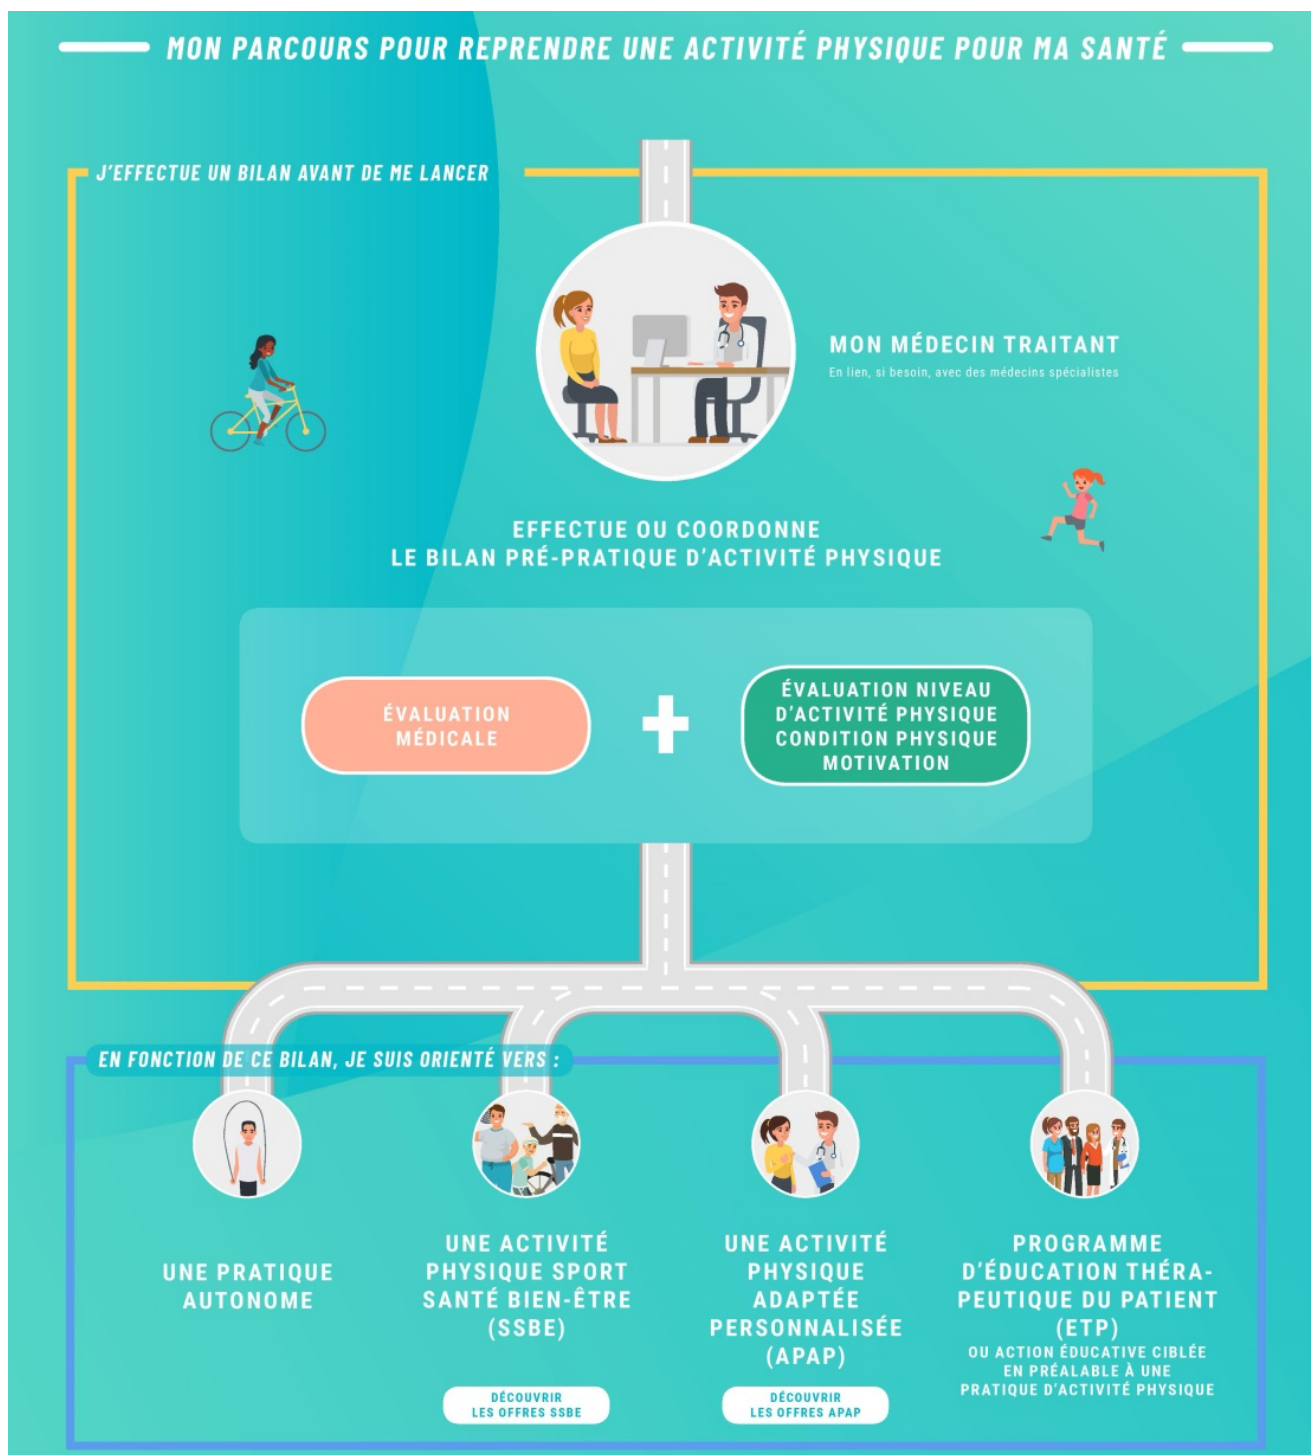 MON PARCOURS POUR REPRENDRE UNE ACTIVITÉ PHYSIQUE POUR MA SANTÉ
J'EFFECTUE UN BILAN AVANT DE ME LANCER
MON MÉDECIN TRAITANT
En lien, si besoin, avec des médecins spécialistes
EFFECTUE OU COORDONNE
LE BILAN PRÉ-PRATIQUE D'ACTIVITÉ PHYSIQUE
ÉVALUATION
MÉDICALE
+
ÉVALUATION NIVEAU
D'ACTIVITÉ PHYSIQUE
CONDITION PHYSIQUE
MOTIVATION
EN FONCTION DE CE BILAN, JE SUIS ORIENTÉ VERS :
UNE PRATIQUE
AUTONOME
UNE ACTIVITÉ
PHYSIQUE SPORT
SANTÉ BIEN-ÊTRE
(SSBE)
DÉCOUVRIR
LES OFFRES SSBE
UNE ACTIVITÉ
PHYSIQUE
ADAPTÉE
PERSONNALISÉE
(APAP)
DÉCOUVRIR
LES OFFRES APAP
PROGRAMME
D'ÉDUCATION THÉRA-
PEUTIQUE DU PATIENT
(ETP)
OU ACTION ÉDUCATIVE CIBLÉE
EN PRÉALABLE À UNE
PRATIQUE D'ACTIVITÉ PHYSIQUE